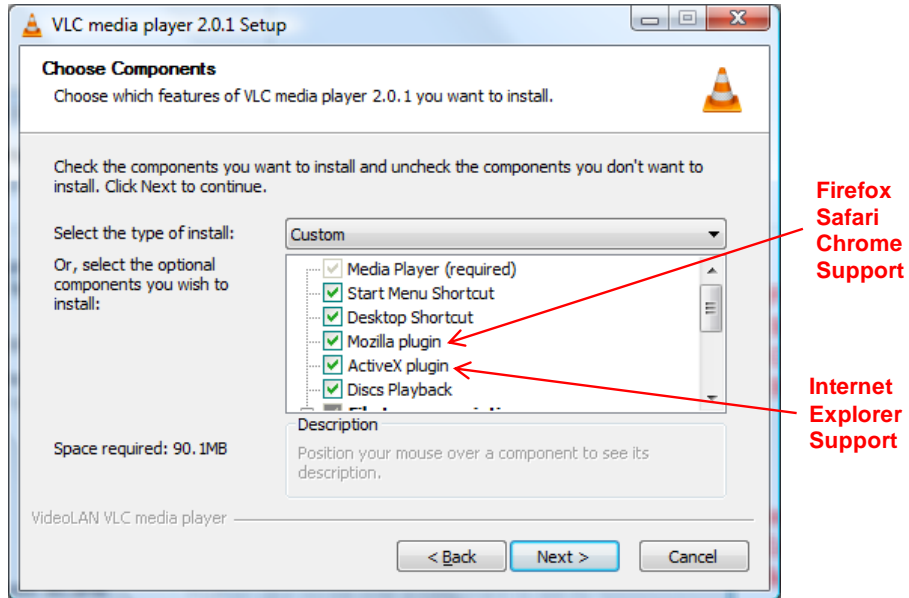 VLC media player 2.0.1 Setup
Choose Components
Choose which features of VLC media player 2.0.1 you want to install.
Check the components you want to install and uncheck the components you don't want to
install. Click Next to continue.
Select the type of install:
Custom
Or, select the optional
components you wish to
install:
Media Player (required)
Start Menu Shortcut
Desktop Shortcut
Mozilla plugin
ActiveX plugin
Discs Playback
Space required: 90.1MB
Description
Position your mouse over a component to see its
description.
VideoLAN VLC media player
< Back
Next >
Cancel
Firefox
Safari
Chrome
Support
Internet
Explorer
Support